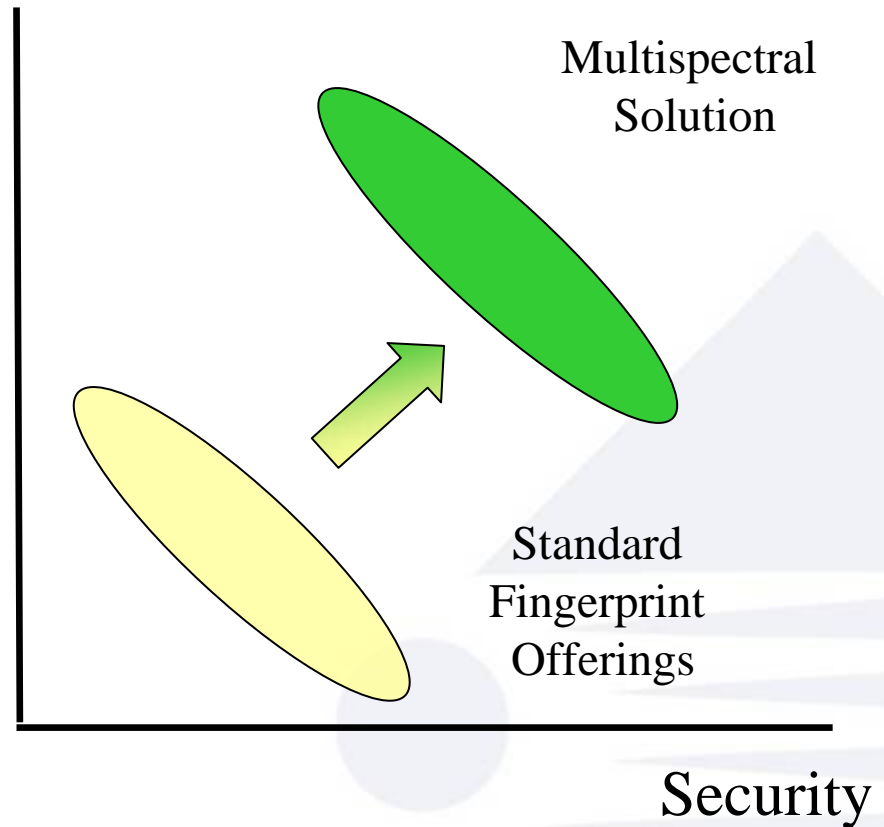 Multispectral
Solution
Standard
Fingerprint
Offerings
Security